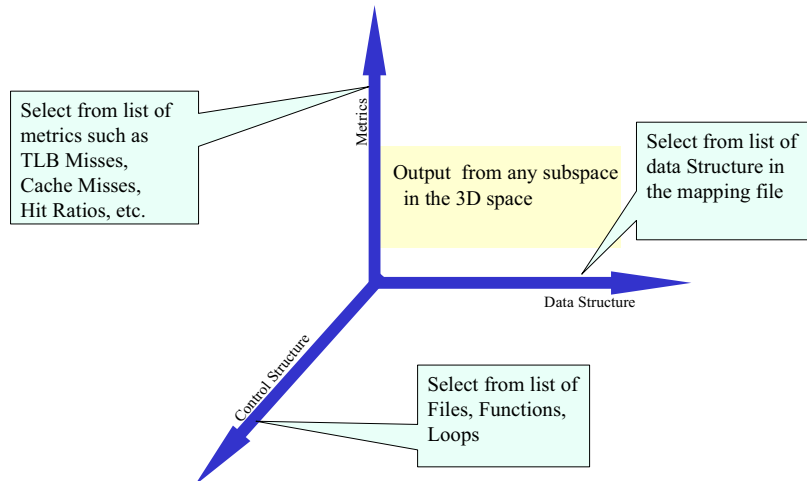 Select from list of
metrics such as
TLB Misses,
Cache Misses,
Hit Ratios, etc.
Metrics
Output from any subspace
in the 3D space
Select from list of
data Structure in
the mapping file
Data Structure
Control Structure
Select from list of
Files, Functions,
Loops